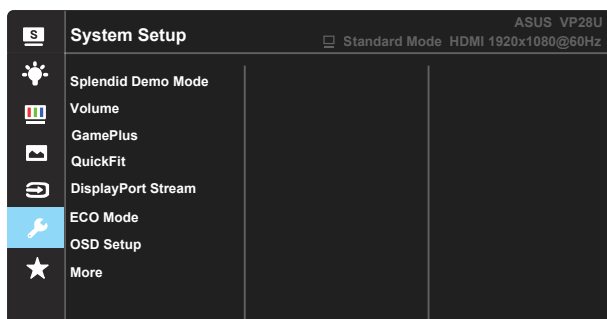 S
System Setup
ASUS VP28U
Standard Mode HDMI 1920x1080@60Hz
Splendid Demo Mode
Volume
GamePlus
QuickFit
DisplayPort Stream
ECO Mode
OSD Setup
More